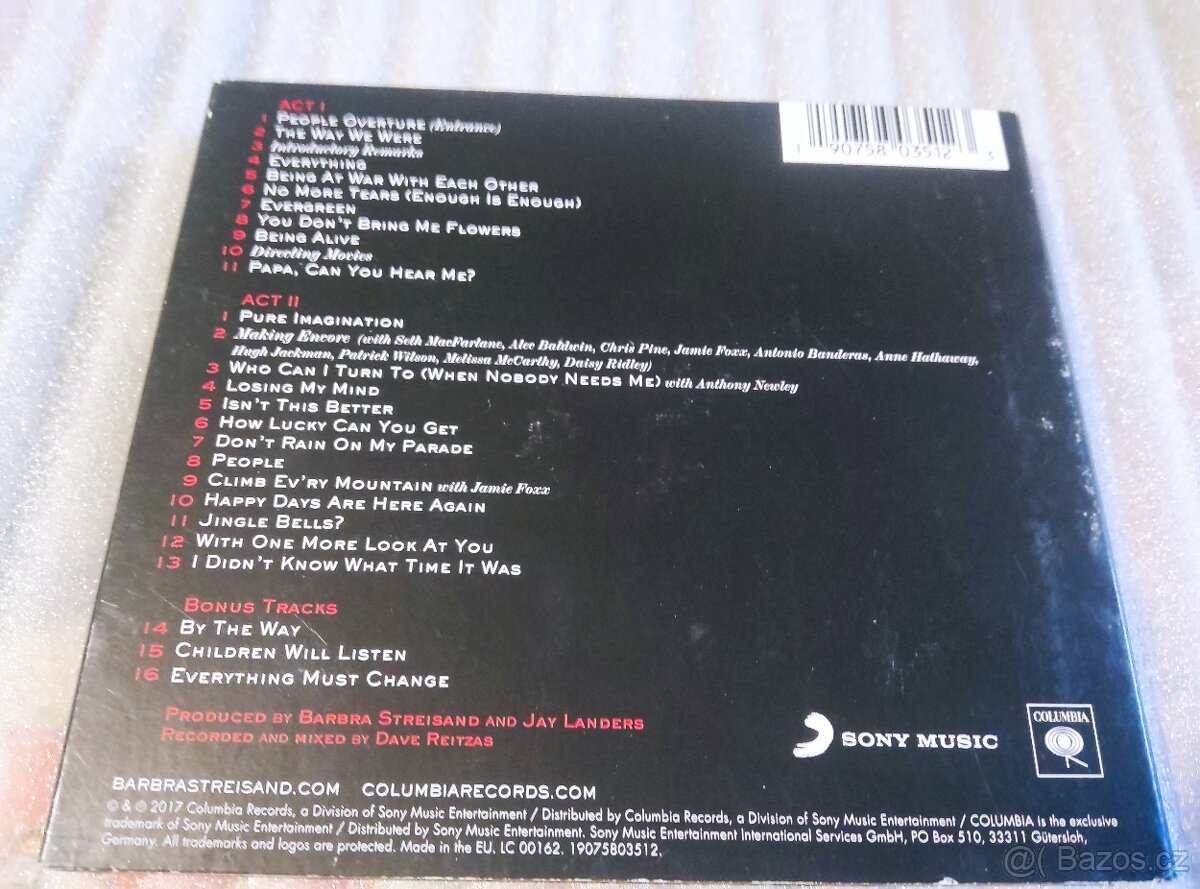 ACT I
1 PEOPLE OVERTURE (Entrance)
2 THE WAY WE WERE
3 Introductory Remarks
4 EVERYTHING
5 BEING AT WAR WITH EACH OTHER
6 NO MORE TEARS (ENOUGH IS ENOUGH)
7 EVERGREEN
8 YOU DON'T BRING ME FLOWERS
9 BEING ALIVE
10 Directing Movies
11 PAPA, CAN YOU HEAR ME?
ACT II
1 PURE IMAGINATION
2 Making Encore (with Seth MacFarlane, Alec Baldwin, Chris Pine, Jamie Foxx, Antonio Banderas, Anne Hathaway,
Hugh Jackman, Patrick Wilson, Melissa McCarthy, Daisy Ridley)
3 WHO CAN I TURN TO (WHEN NOBODY NEEDS ME) with Anthony Newley
4 LOSING MY MIND
5 ISN'T THIS BETTER
6 HOW LUCKY CAN YOU GET
7 DON'T RAIN ON MY PARADE
8 PEOPLE
9 CLIMB EV'RY MOUNTAIN with Jamie Foxx
10 HAPPY DAYS ARE HERE AGAIN
11 JINGLE BELLS?
12 WITH ONE MORE LOOK AT YOU
13 I DIDN'T KNOW WHAT TIME IT WAS
BONUS TRACKS
14 BY THE WAY
15 CHILDREN WILL LISTEN
16 EVERYTHING MUST CHANGE
PRODUCED BY BARBRA STREISAND AND JAY LANDERS
RECORDED AND MIXED BY DAVE REITZAS
1 90758 03512 3
SONY MUSIC
COLUMBIA
BARBRASTREISAND.COM COLUMBIARECORDS.COM
© & ℗ 2017 Columbia Records, a Division of Sony Music Entertainment / Distributed by Columbia Records, a Division of Sony Music Entertainment / COLUMBIA is the exclusive
trademark of Sony Music Entertainment / Distributed by Sony Music Entertainment. Sony Music Entertainment International Services GmbH, PO Box 510, 33311 Gütersloh,
Germany. All trademarks and logos are protected. Made in the EU. LC 00162. 19075803512.
@( Bazos.cz